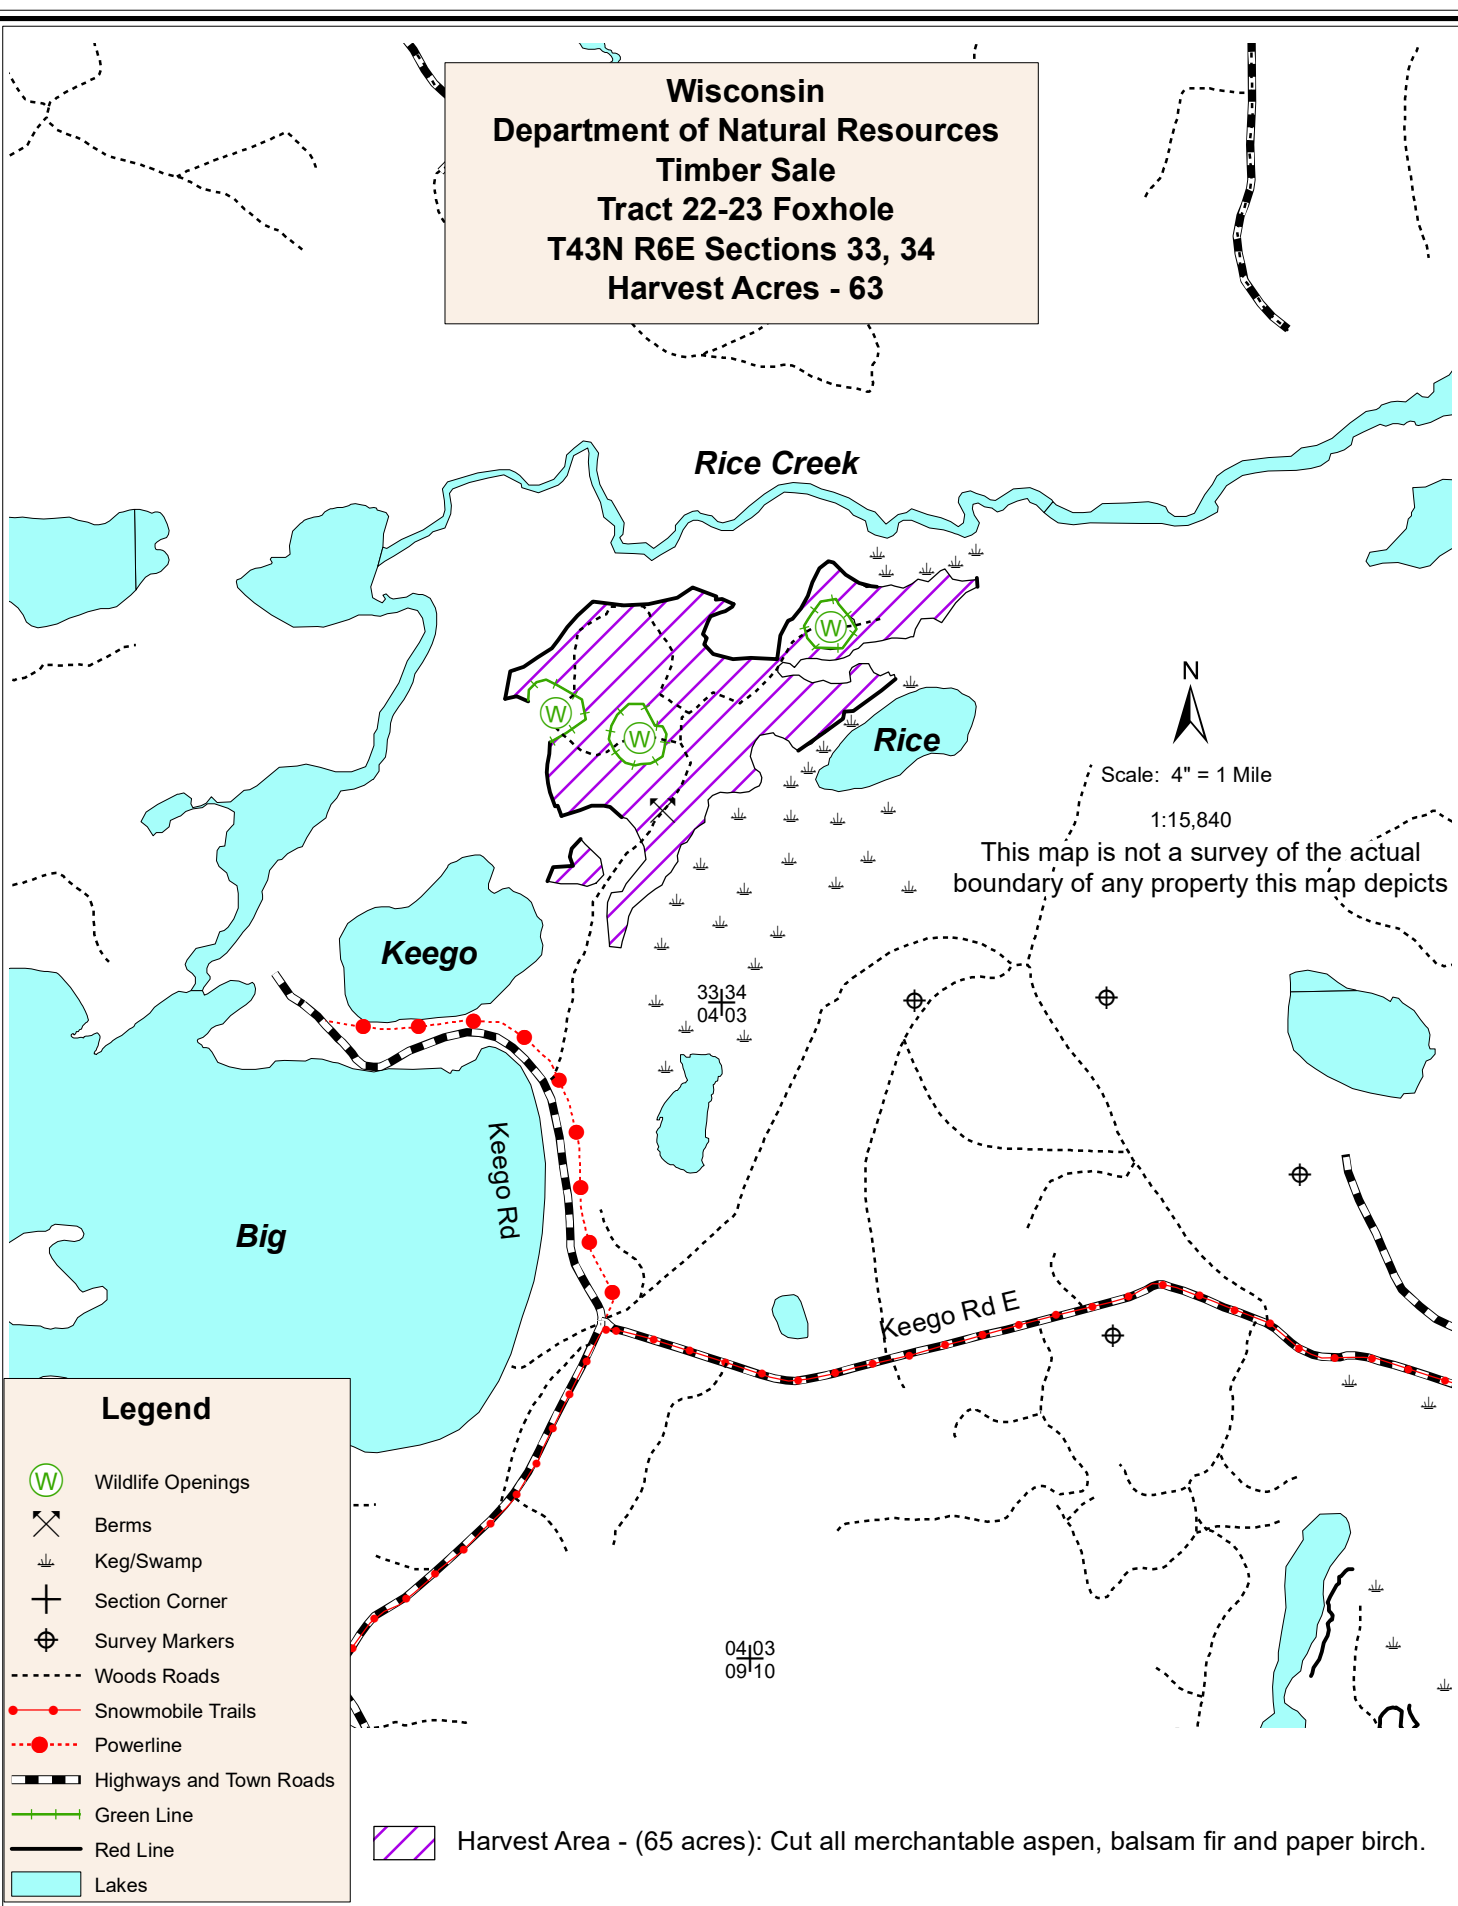 Wisconsin
Department of Natural Resources
Timber Sale
Tract 22-23 Foxhole
T43N R6E Sections 33, 34
Harvest Acres - 63
Rice Creek
W
W
W
Rice
N
Scale: 4" = 1 Mile
1:15,840
This map is not a survey of the actual
boundary of any property this map depicts
Keego
33 34
04 03
Keego Rd
Big
Keego Rd E
04 03
09 10
Legend
W Wildlife Openings
Berms
Keg/Swamp
Section Corner
Survey Markers
Woods Roads
Snowmobile Trails
Powerline
Highways and Town Roads
Green Line
Red Line
Lakes
Harvest Area - (65 acres): Cut all merchantable aspen, balsam fir and paper birch.